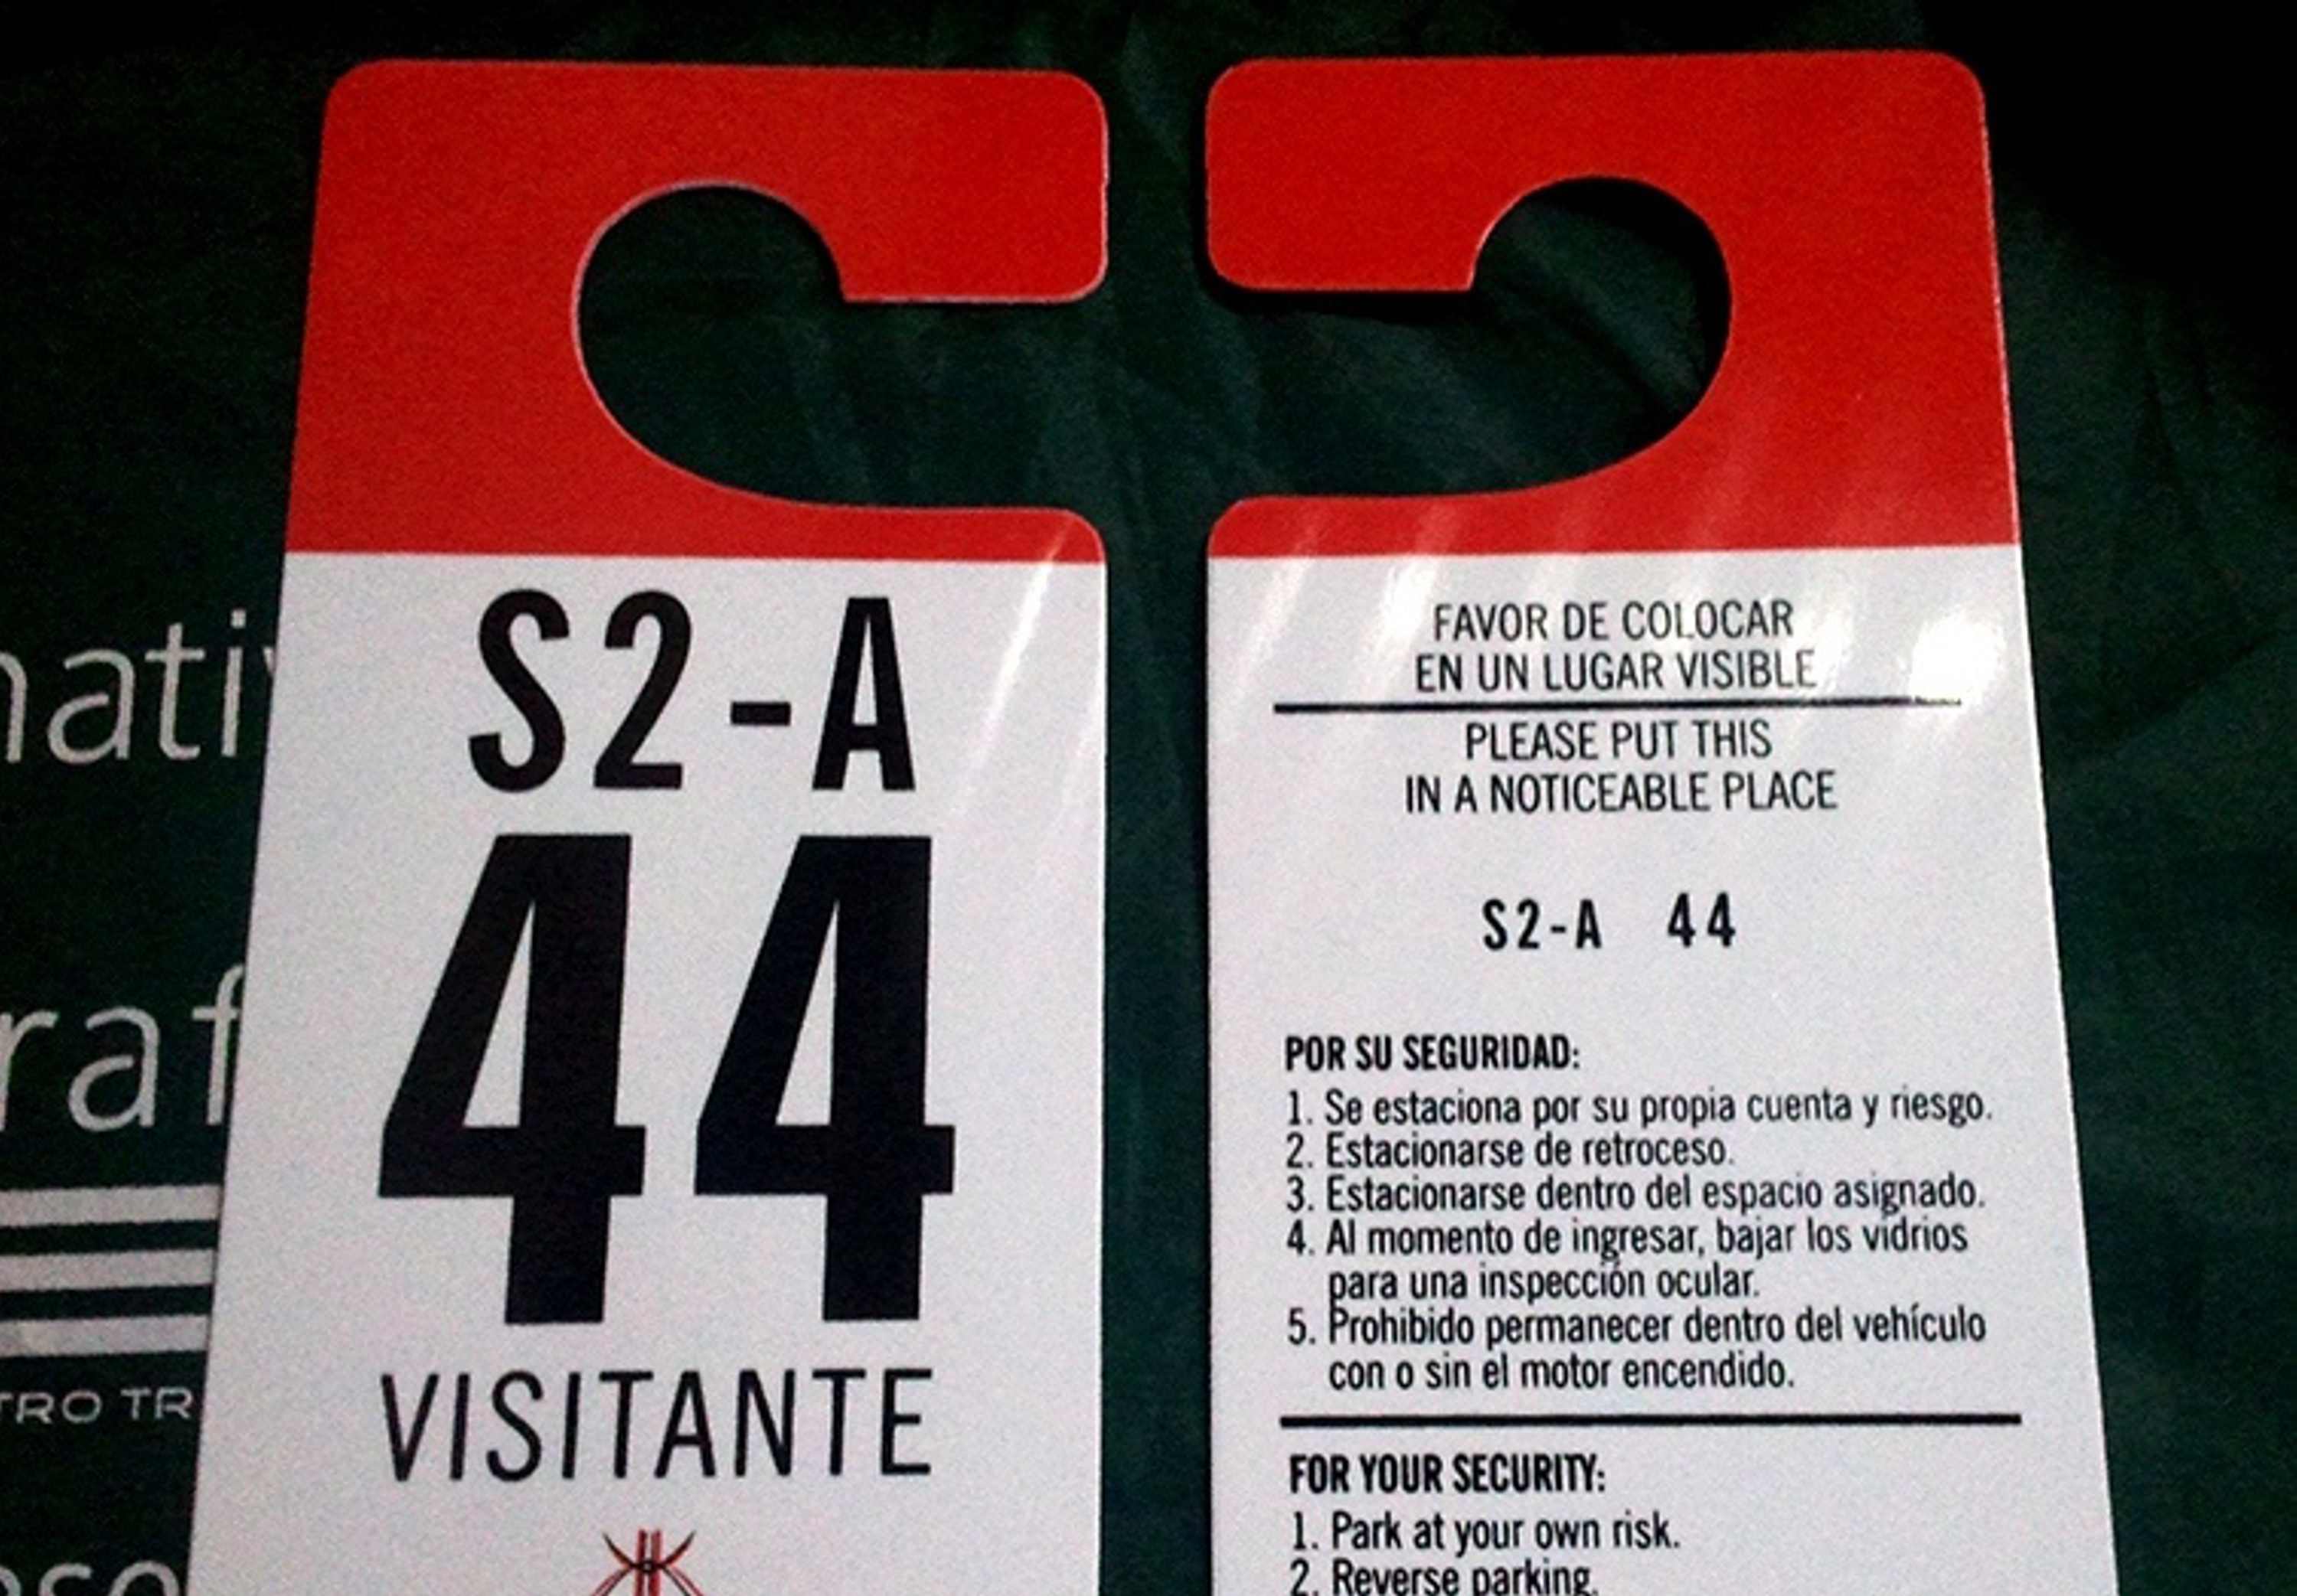 S2-A
44
VISITANTE
FAVOR DE COLOCAR
EN UN LUGAR VISIBLE
PLEASE PUT THIS
IN A NOTICEABLE PLACE
S2-A 44
POR SU SEGURIDAD:
1. Se estaciona por su propia cuenta y riesgo.
2. Estacionarse de retroceso.
3. Estacionarse dentro del espacio asignado.
4. Al momento de ingresar, bajar los vidrios
para una inspección ocular.
5. Prohibido permanecer dentro del vehículo
con o sin el motor encendido.
FOR YOUR SECURITY:
1. Park at your own risk.
2. Reverse parking.
TRO TR